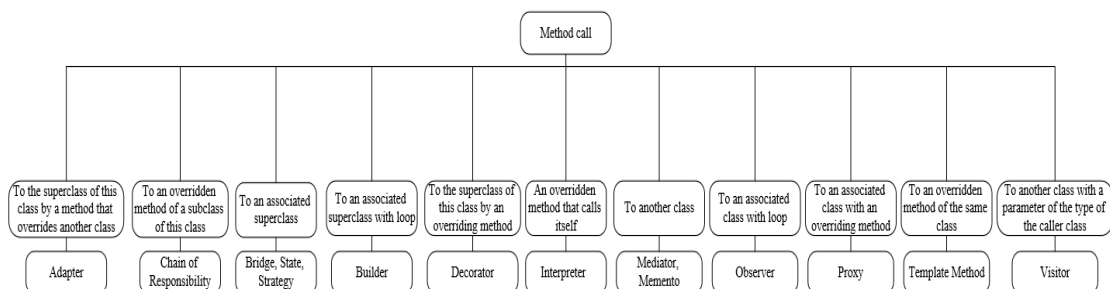 Method call
To the superclass of this
class by a method that
overrides another class
To an overridden
method of a subclass
of this class
To an associated
superclass
To an associated
superclass with loop
To the superclass of
this class by an
overriding method
An overridden
method that calls
itself
To another class
To an associated
class with loop
To an associated
class with an
overriding method
To an overridden
method of the same
class
To another class with a
parameter of the type of
the caller class
Adapter
Chain of
Responsibility
Bridge, State,
Strategy
Builder
Decorator
Interpreter
Mediator,
Memento
Observer
Proxy
Template Method
Visitor